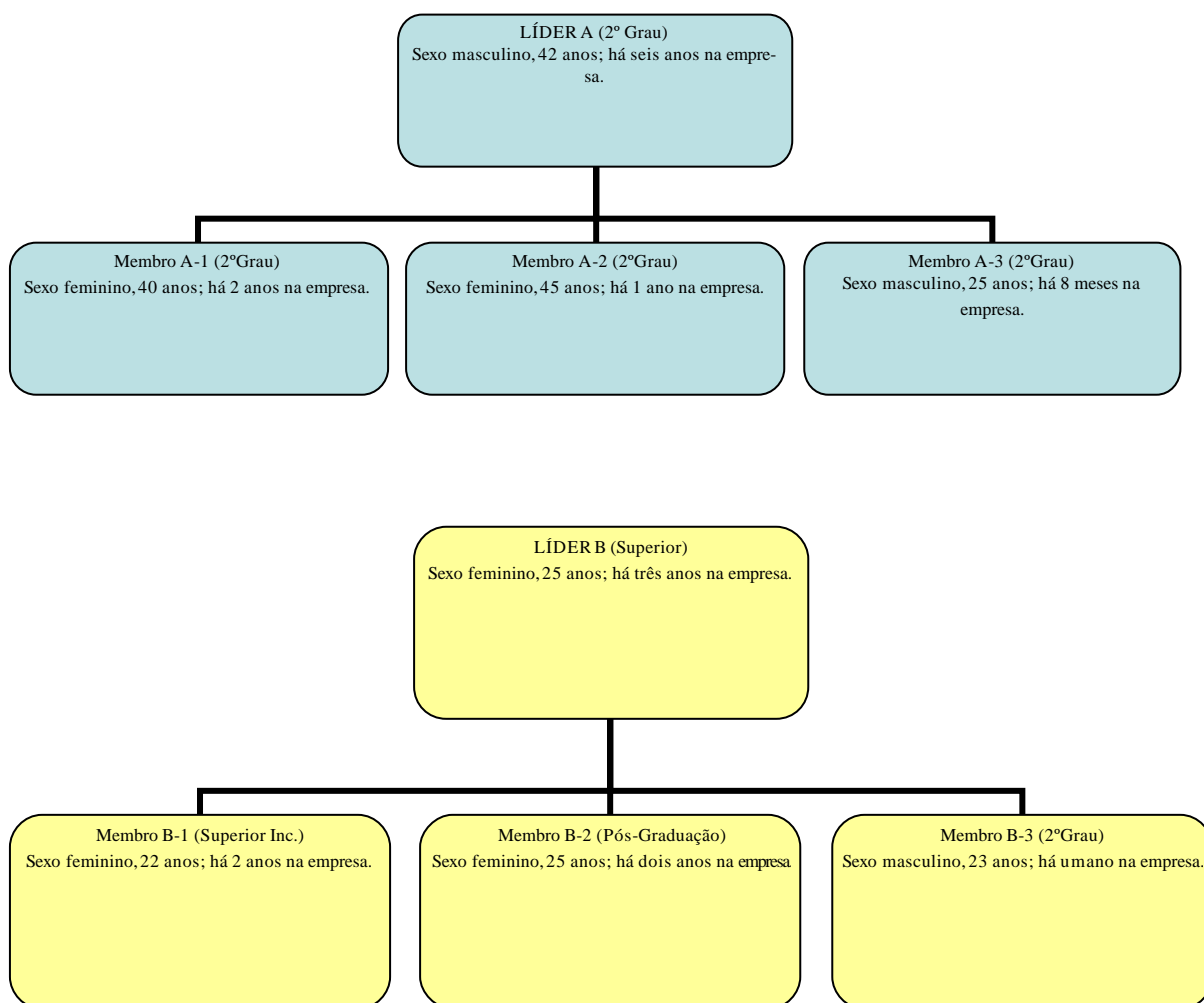 LÍDER A (2º Grau)
Sexo masculino, 42 anos; há seis anos na empre-
sa.
Membro A-1 (2ºGrau)
Sexo feminino, 40 anos; há 2 anos na empresa.
Membro A-2 (2ºGrau)
Sexo feminino, 45 anos; há 1 ano na empresa.
Membro A-3 (2ºGrau)
Sexo masculino, 25 anos; há 8 meses na
empresa.
LÍDER B (Superior)
Sexo feminino, 25 anos; há três anos na empresa.
Membro B-1 (Superior Inc.)
Sexo feminino, 22 anos; há 2 anos na empresa.
Membro B-2 (Pós-Graduação)
Sexo feminino, 25 anos; há dois anos na empresa
Membro B-3 (2ºGrau)
Sexo masculino, 23 anos; há umano na empresa.